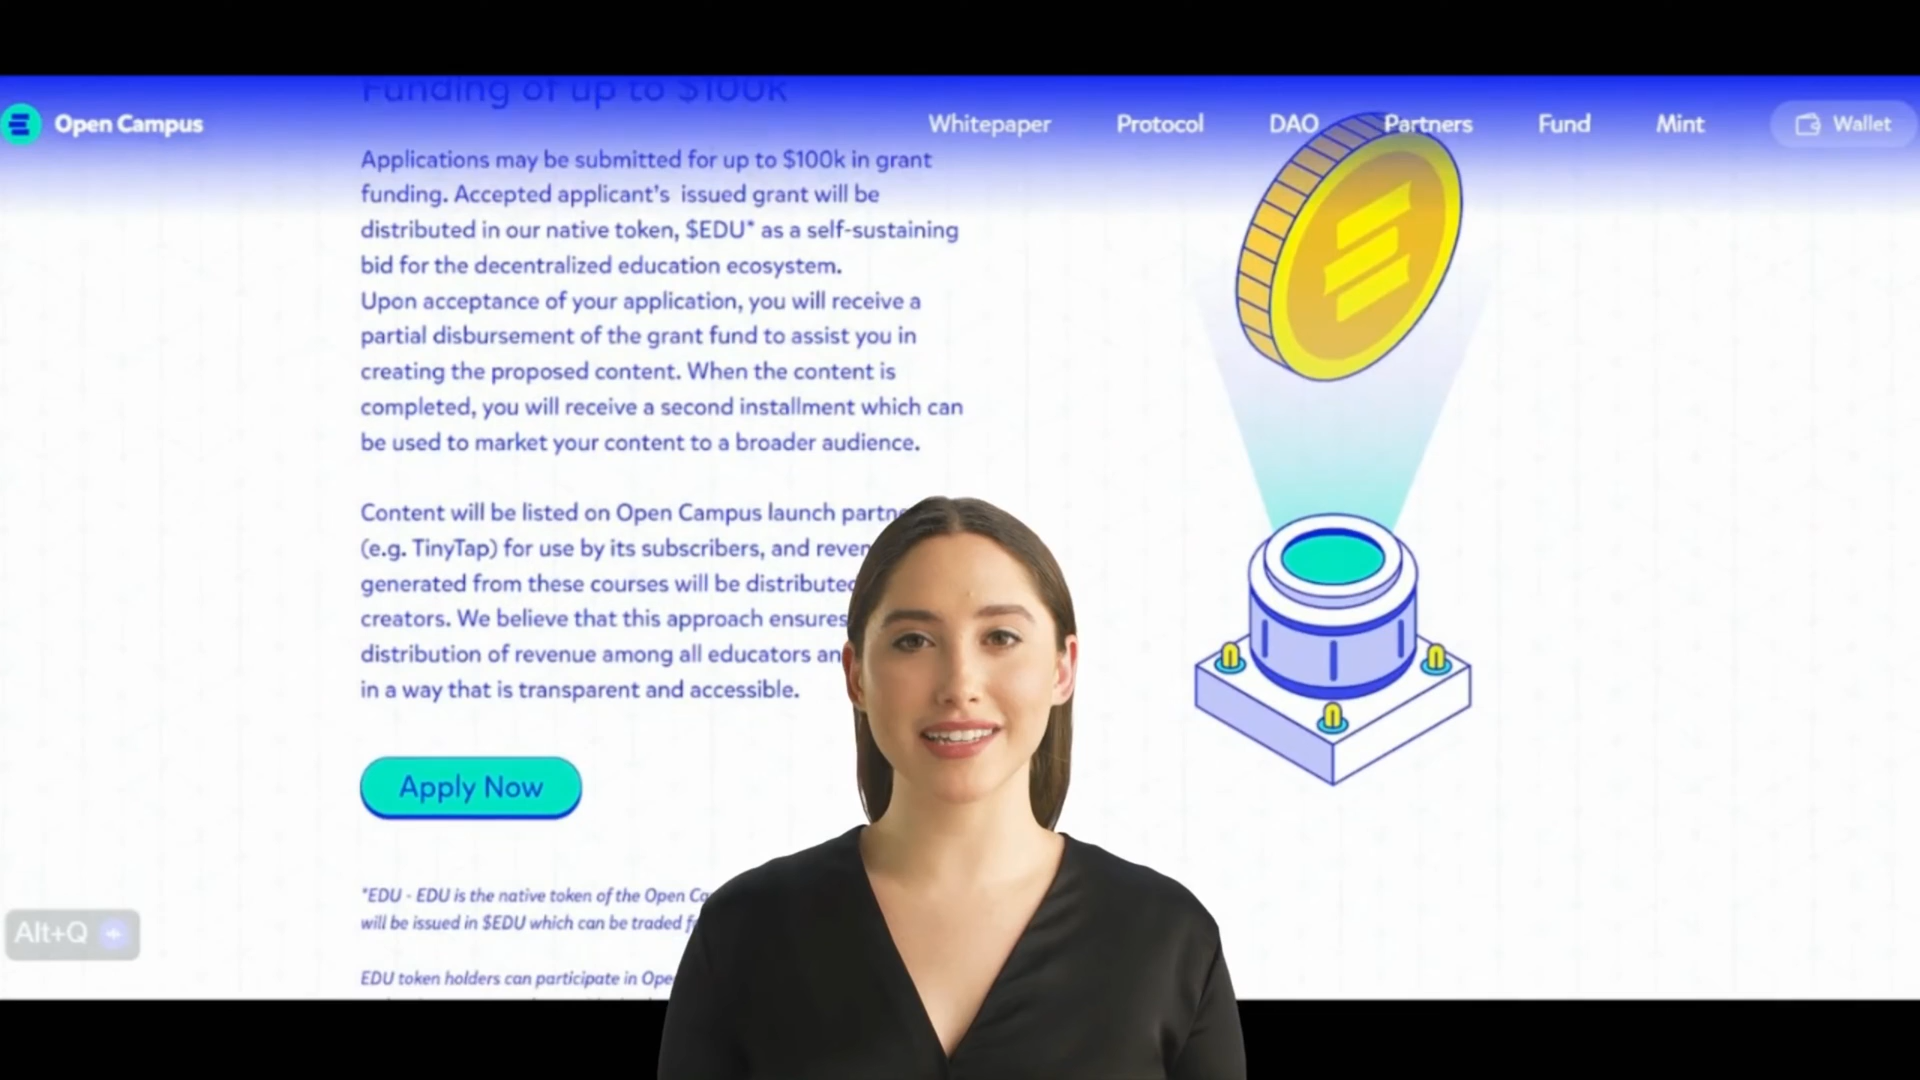 Funding of up to $100k
Open Campus
Whitepaper
Protocol
DAO
Partners
Fund
Mint
Wallet
Applications may be submitted for up to $100k in grant
funding. Accepted applicant's issued grant will be
distributed in our native token, $EDU* as a self-sustaining
bid for the decentralized education ecosystem.
Upon acceptance of your application, you will receive a
partial disbursement of the grant fund to assist you in
creating the proposed content. When the content is
completed, you will receive a second installment which can
be used to market your content to a broader audience.
Content will be listed on Open Campus launch
(e.g. TinyTap) for use by its subscribers, and
generated from these courses will be distributed
creators. We believe that this approach ensures
distribution of revenue among all educators
in a way that is transparent and accessible.
Apply Now
*EDU - EDU is the native token of the Open
will be issued in $EDU which can be traded
EDU token holders can participate in
Alt+Q